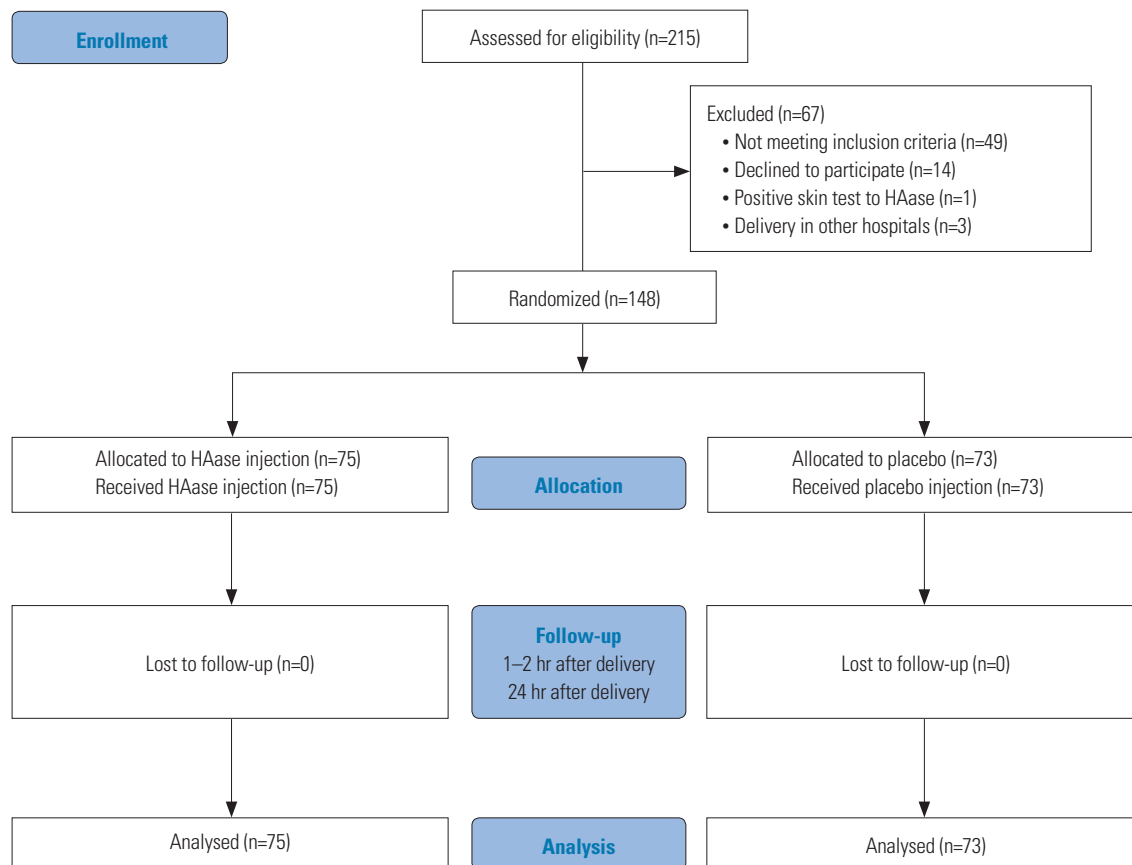 Enrollment
Assessed for eligibility (n=215)
Excluded (n=67)
• Not meeting inclusion criteria (n=49)
• Declined to participate (n=14)
• Positive skin test to HAase (n=1)
• Delivery in other hospitals (n=3)
Randomized (n=148)
Allocated to HAase injection (n=75)
Received HAase injection (n=75)
Allocation
Allocated to placebo (n=73)
Received placebo injection (n=73)
Lost to follow-up (n=0)
Follow-up
1–2 hr after delivery
24 hr after delivery
Lost to follow-up (n=0)
Analysed (n=75)
Analysis
Analysed (n=73)